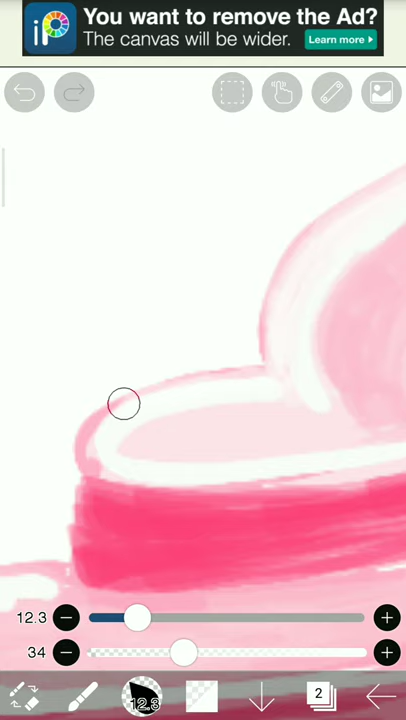 iP
You want to remove the Ad?
The canvas will be wider.
Learn more
12.3
34
12.3
2